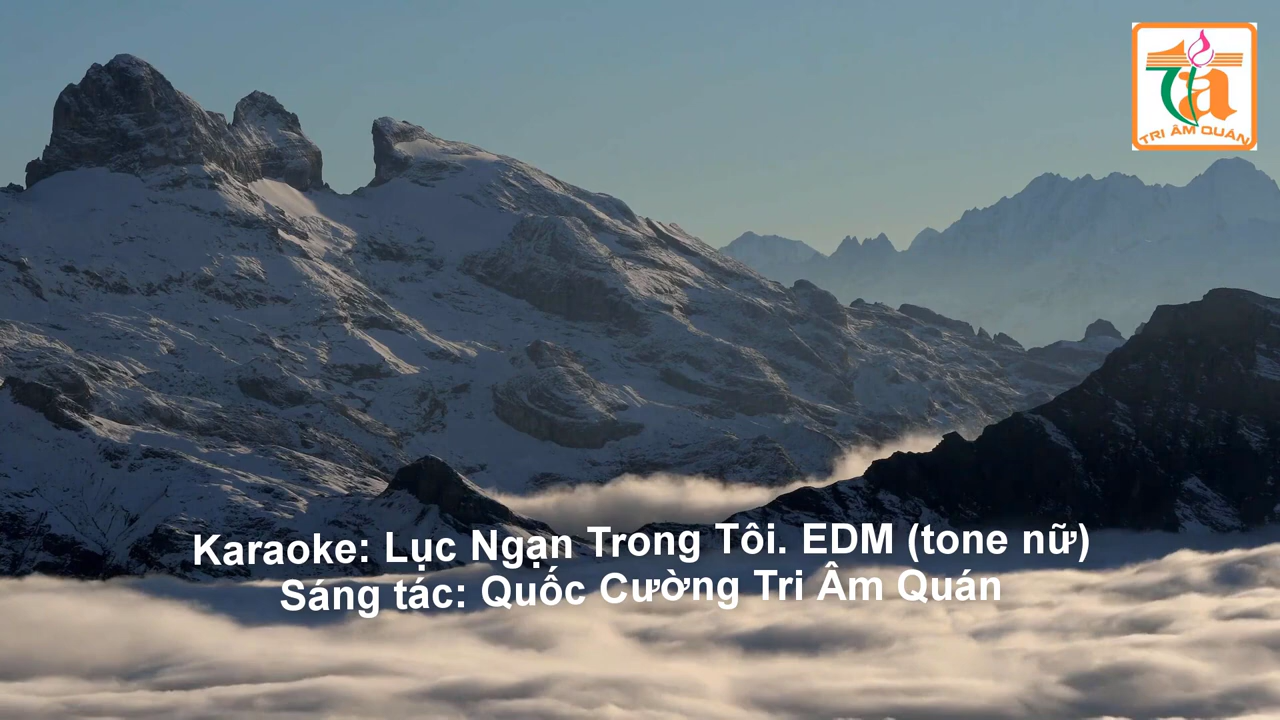 TRI ÂM QUÁN
Karaoke: Lục Ngạn Trong Tôi. EDM (tone nữ)
Sáng tác: Quốc Cường Tri Âm Quán